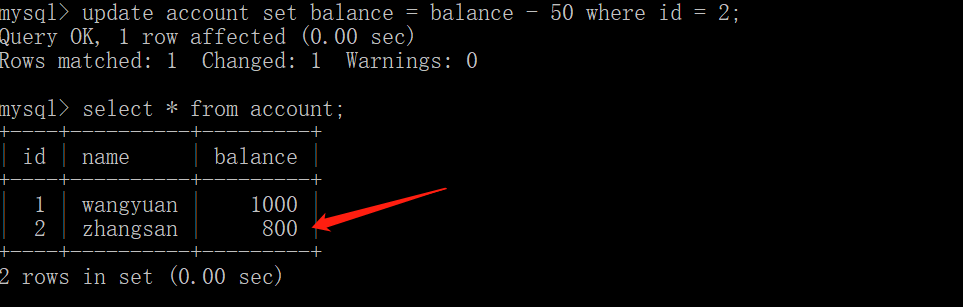 mysql> update account set balance = balance - 50 where id = 2;
Query OK, 1 row affected (0.00 sec)
Rows matched: 1  Changed: 1  Warnings: 0

mysql> select * from account;
+----+----------+---------+
| id | name     | balance |
+----+----------+---------+
|  1 | wangyuan |    1000 |
|  2 | zhangsan |     800 |
+----+----------+---------+
2 rows in set (0.00 sec)